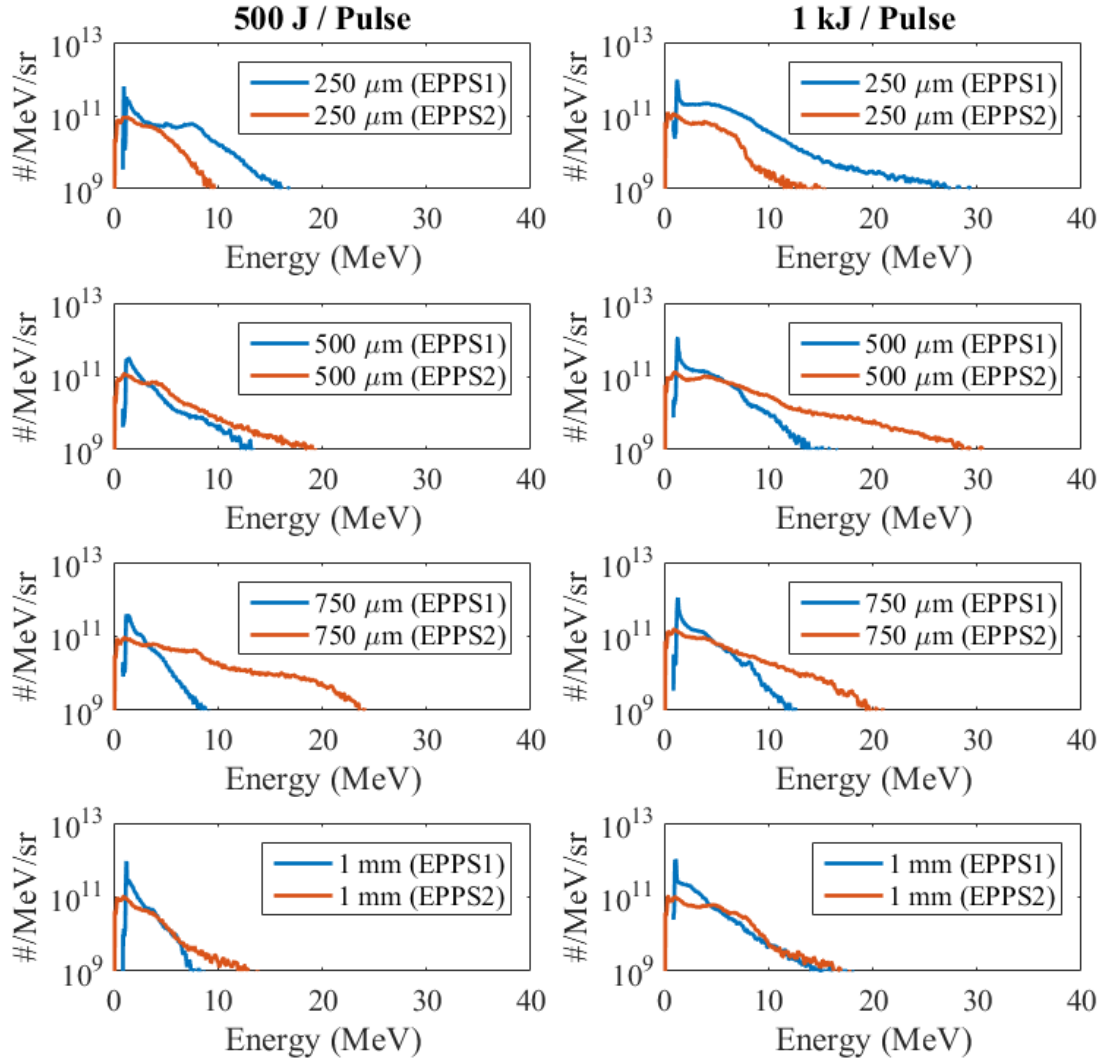 500 J / Pulse
1 kJ / Pulse
10^13
10^11
10^9
#/MeV/sr
250 μm (EPPS1)
250 μm (EPPS2)
0 10 20 30 40
Energy (MeV)
10^13
10^11
10^9
#/MeV/sr
250 μm (EPPS1)
250 μm (EPPS2)
0 10 20 30 40
Energy (MeV)
10^13
10^11
10^9
#/MeV/sr
500 μm (EPPS1)
500 μm (EPPS2)
0 10 20 30 40
Energy (MeV)
10^13
10^11
10^9
#/MeV/sr
500 μm (EPPS1)
500 μm (EPPS2)
0 10 20 30 40
Energy (MeV)
10^13
10^11
10^9
#/MeV/sr
750 μm (EPPS1)
750 μm (EPPS2)
0 10 20 30 40
Energy (MeV)
10^13
10^11
10^9
#/MeV/sr
750 μm (EPPS1)
750 μm (EPPS2)
0 10 20 30 40
Energy (MeV)
10^13
10^11
10^9
#/MeV/sr
1 mm (EPPS1)
1 mm (EPPS2)
0 10 20 30 40
Energy (MeV)
10^13
10^11
10^9
#/MeV/sr
1 mm (EPPS1)
1 mm (EPPS2)
0 10 20 30 40
Energy (MeV)